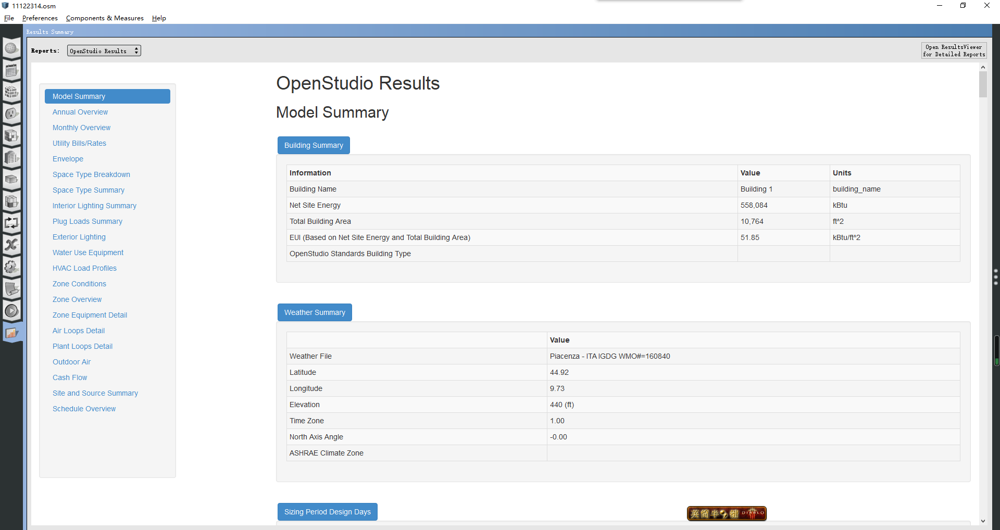 11122314.osm
File Preferences Components & Measures Help
Results Summary
Reports: OpenStudio Results
Open ResultsViewer
for Detailed Reports
Model Summary
Annual Overview
Monthly Overview
Utility Bills/Rates
Envelope
Space Type Breakdown
Space Type Summary
Interior Lighting Summary
Plug Loads Summary
Exterior Lighting
Water Use Equipment
HVAC Load Profiles
Zone Conditions
Zone Overview
Zone Equipment Detail
Air Loops Detail
Plant Loops Detail
Outdoor Air
Cash Flow
Site and Source Summary
Schedule Overview
OpenStudio Results
Model Summary
Building Summary
Information Value Units
Building Name Building 1 building_name
Net Site Energy 558,084 kBtu
Total Building Area 10,764 ft^2
EUI (Based on Net Site Energy and Total Building Area) 51.85 kBtu/ft^2
OpenStudio Standards Building Type
Weather Summary
Value
Weather File Piacenza - ITA IGDG WMO#=160840
Latitude 44.92
Longitude 9.73
Elevation 440 (ft)
Time Zone 1.00
North Axis Angle -0.00
ASHRAE Climate Zone
Sizing Period Design Days
英简半 DIABLO